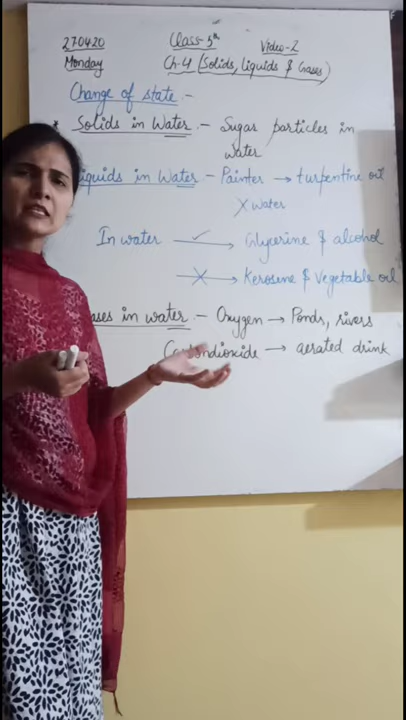 270420 Class-5th Video-2
Monday Ch-4 (Solids, Liquids & Gases)
Change of state -
* Solids in Water - Sugar particles in
water
iquids in Water - Painter → turpentine oil
X water
In water ✓→ Glycerine & alcohol
X→ Kerosene & Vegetable oil
ases in water - Oxygen → Ponds, rivers
Carbondioxide → aerated drink